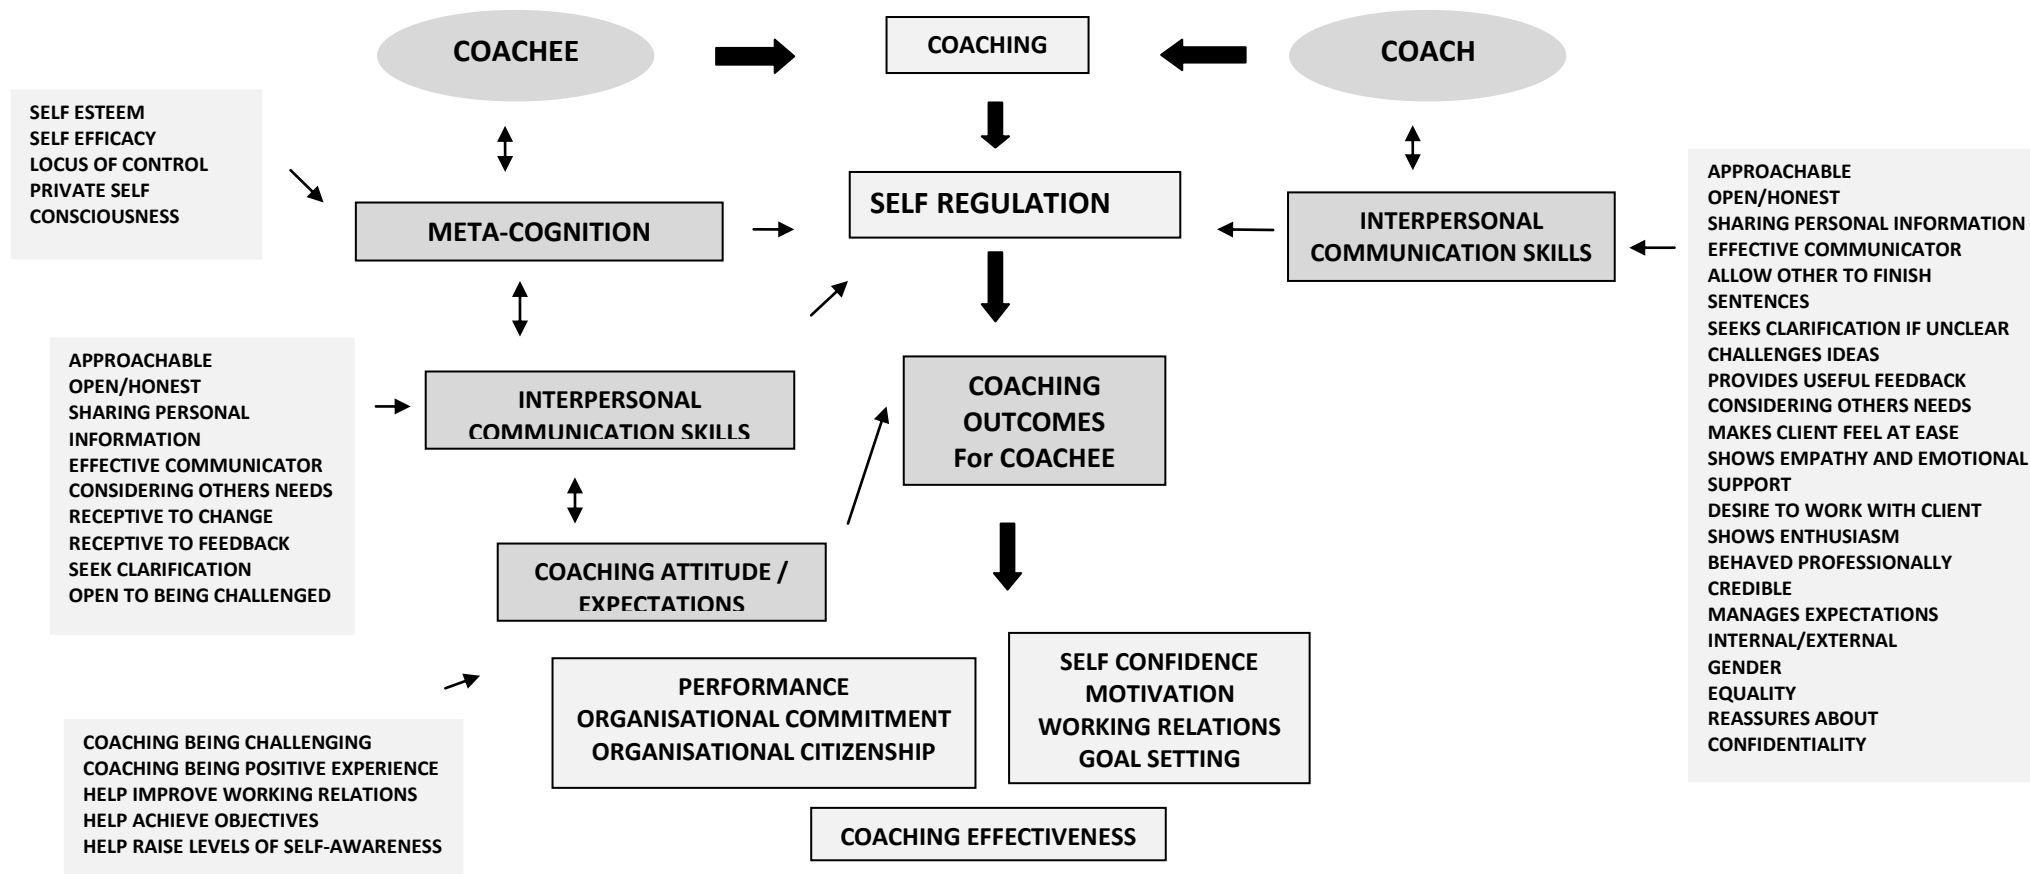 COACHEE
COACHING
COACH
SELF ESTEEM
SELF EFFICACY
LOCUS OF CONTROL
PRIVATE SELF
CONSCIOUSNESS
META-COGNITION
SELF REGULATION
INTERPERSONAL
COMMUNICATION SKILLS
APPROACHABLE
OPEN/HONEST
SHARING PERSONAL INFORMATION
EFFECTIVE COMMUNICATOR
ALLOW OTHER TO FINISH
SENTENCES
SEEKS CLARIFICATION IF UNCLEAR
CHALLENGES IDEAS
PROVIDES USEFUL FEEDBACK
CONSIDERING OTHERS NEEDS
MAKES CLIENT FEEL AT EASE
SHOWS EMPATHY AND EMOTIONAL
SUPPORT
DESIRE TO WORK WITH CLIENT
SHOWS ENTHUSIASM
BEHAVED PROFESSIONALLY
CREDIBLE
MANAGES EXPECTATIONS
INTERNAL/EXTERNAL
GENDER
EQUALITY
REASSURES ABOUT
CONFIDENTIALITY
APPROACHABLE
OPEN/HONEST
SHARING PERSONAL
INFORMATION
EFFECTIVE COMMUNICATOR
CONSIDERING OTHERS NEEDS
RECEPTIVE TO CHANGE
RECEPTIVE TO FEEDBACK
SEEK CLARIFICATION
OPEN TO BEING CHALLENGED
INTERPERSONAL
COMMUNICATION SKILLS
COACHING
OUTCOMES
For COACHEE
COACHING ATTITUDE /
EXPECTATIONS
PERFORMANCE
ORGANISATIONAL COMMITMENT
ORGANISATIONAL CITIZENSHIP
SELF CONFIDENCE
MOTIVATION
WORKING RELATIONS
GOAL SETTING
COACHING BEING CHALLENGING
COACHING BEING POSITIVE EXPERIENCE
HELP IMPROVE WORKING RELATIONS
HELP ACHIEVE OBJECTIVES
HELP RAISE LEVELS OF SELF-AWARENESS
COACHING EFFECTIVENESS